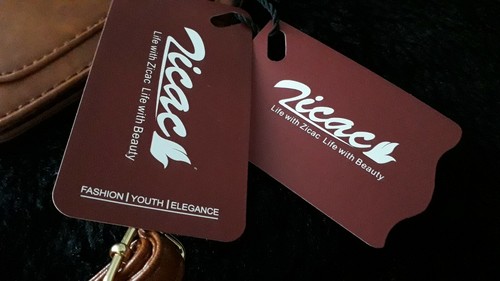 Zicac
Life with Zicac Life with Beauty
FASHION | YOUTH | ELEGANCE
Zicac
Life with Zicac Life with Beauty